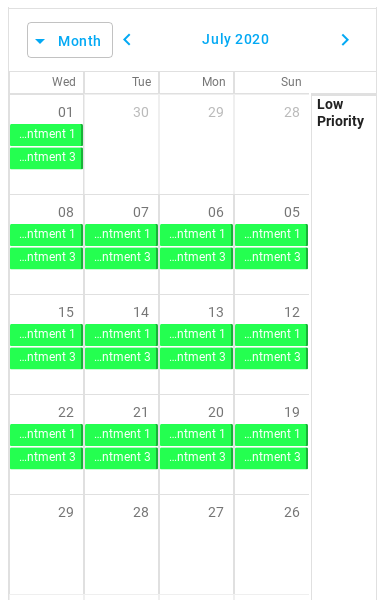 Month
July 2020
Wed Tue Mon Sun
Low
Priority
01 30 29 28
...ntment 1
...ntment 3
08 07 06 05
...ntment 1 ...ntment 1 ...ntment 1 ...ntment 1
...ntment 3 ...ntment 3 ...ntment 3 ...ntment 3
15 14 13 12
...ntment 1 ...ntment 1 ...ntment 1 ...ntment 1
...ntment 3 ...ntment 3 ...ntment 3 ...ntment 3
22 21 20 19
...ntment 1 ...ntment 1 ...ntment 1 ...ntment 1
...ntment 3 ...ntment 3 ...ntment 3 ...ntment 3
29 28 27 26